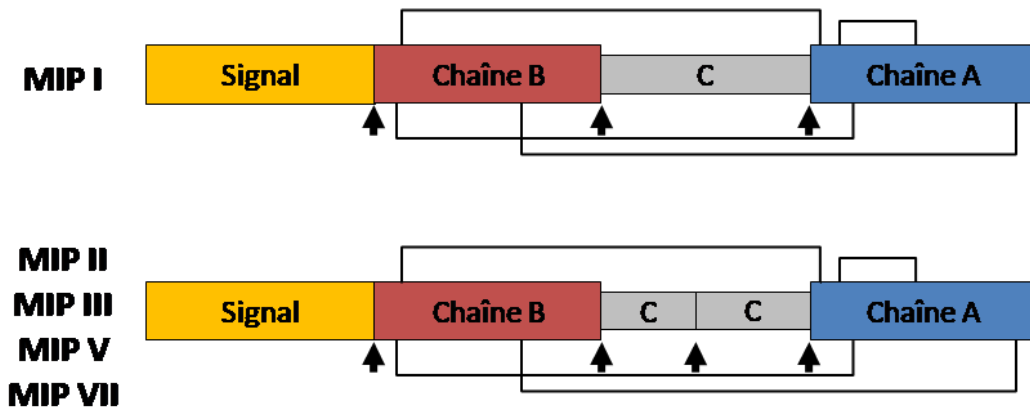 MIP I
Signal
Chaîne B
C
Chaîne A
MIP II
MIP III
MIP V
MIP VII
Signal
Chaîne B
C
C
Chaîne A